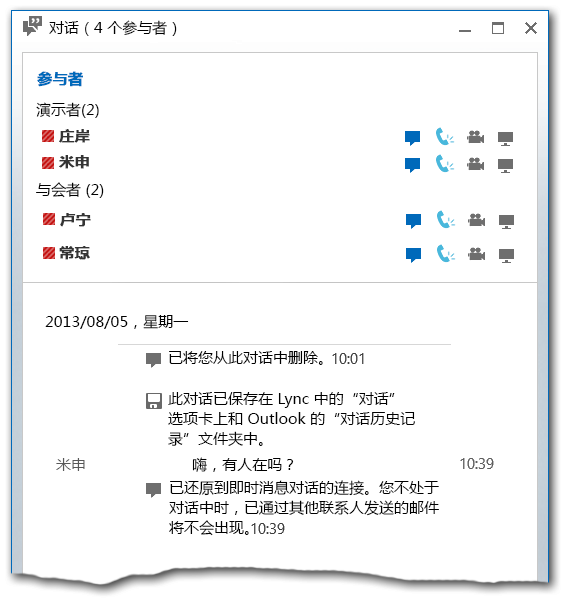 对话（4 个参与者）
参与者
演示者(2)
庄岸
米申
与会者 (2)
卢宁
常琼
2013/08/05，星期一
已将您从此对话中删除。10:01
此对话已保存在 Lync 中的“对话”
选项卡上和 Outlook 的“对话历史记
录”文件夹中。
米申 嗨，有人在吗？ 10:39
已还原到即时消息对话的连接。您不处于
对话中时，已通过其他联系人发送的邮件
将不会出现。10:39